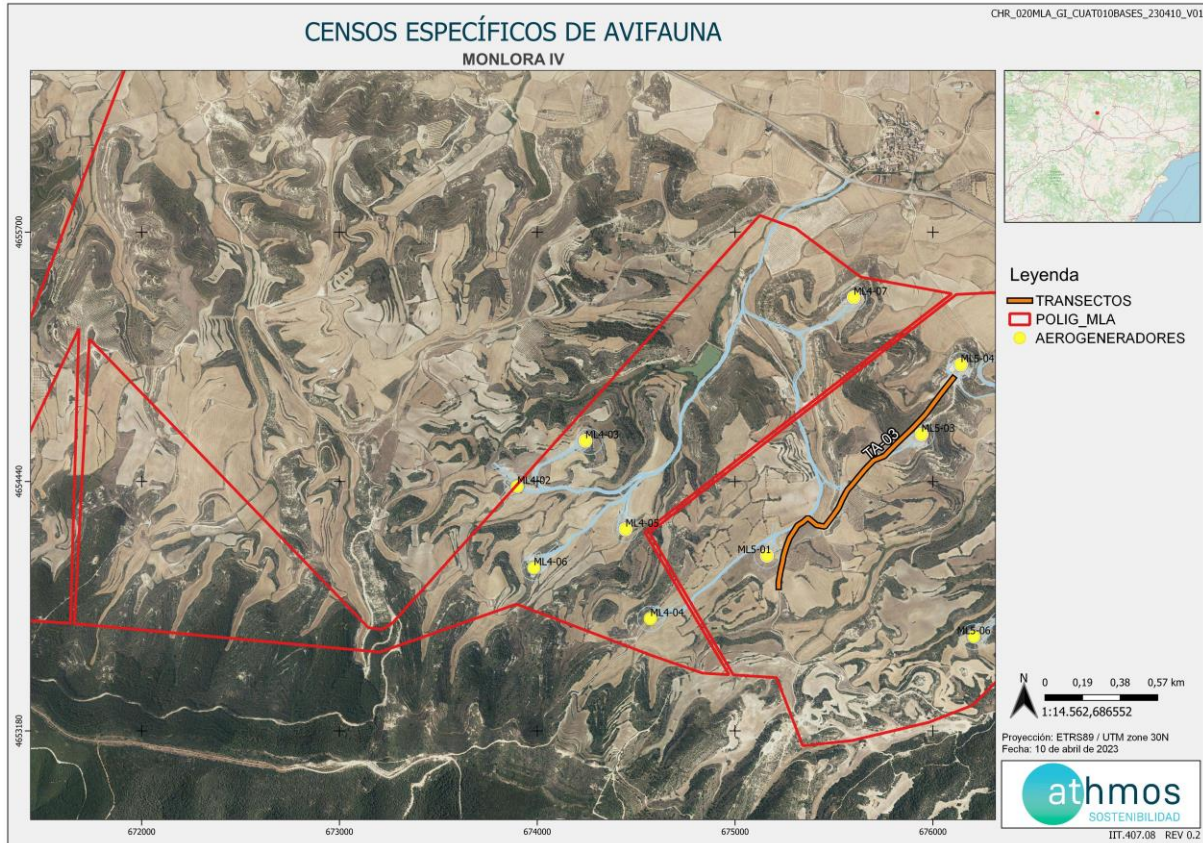 CHR_020MLA_GI_CUAT010BASES_230410_V01
CENSOS ESPECÍFICOS DE AVIFAUNA
MONLORA IV
4655700
4654440
4653180
ML4-07
ML5-04
ML4-03
ML5-03
TA-03
ML4-02
ML4-05
ML5-01
ML4-06
ML4-04
ML5-06
672000
673000
674000
675000
676000
Leyenda
TRANSECTOS
POLIG_MLA
AEROGENERADORES
N
0 0,19 0,38 0,57 km
1:14.562,686552
Proyección: ETRS89 / UTM zone 30N
Fecha: 10 de abril de 2023
athmos
SOSTENIBILIDAD
IIT.407.08 REV 0.2